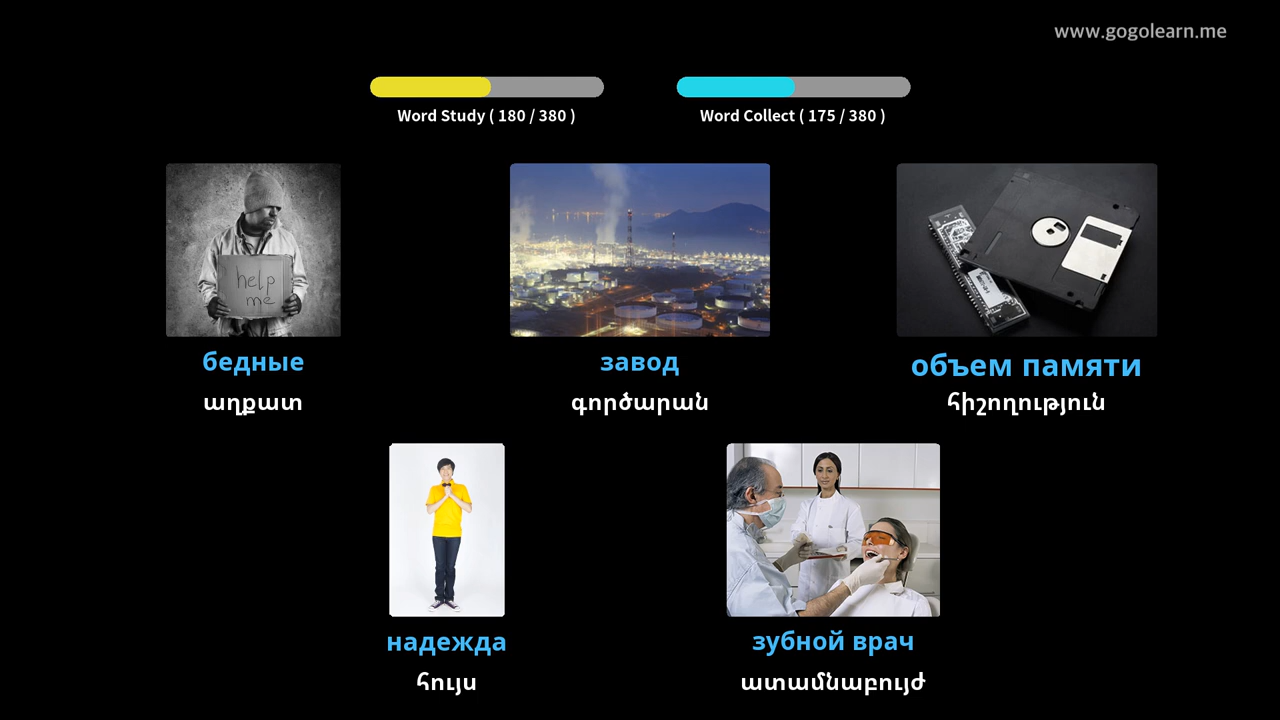 www.gogolearn.me
Word Study ( 180 / 380 )
Word Collect ( 175 / 380 )
help
me
бедные
աղքատ
завод
գործարան
объем памяти
հիշողություն
надежда
հույս
зубной врач
ատամնաբույժ